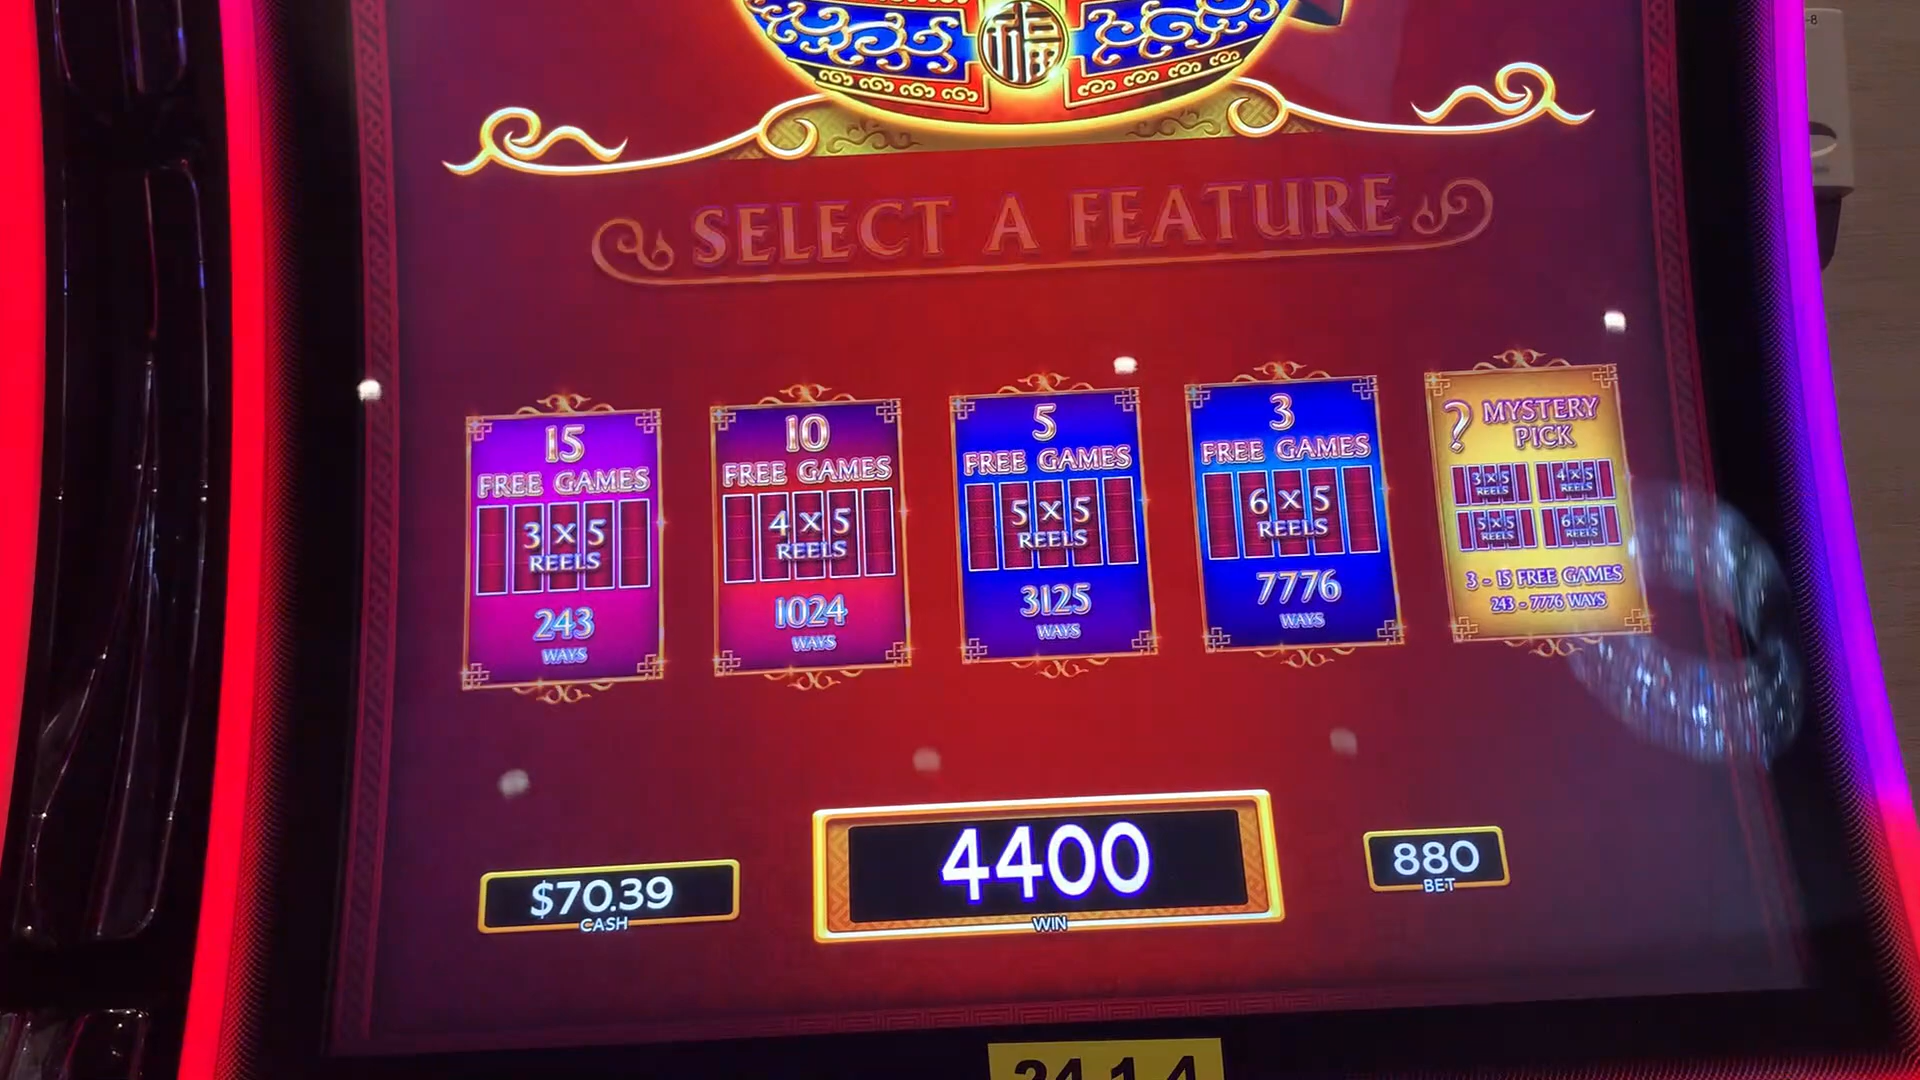 福
SELECT A FEATURE
15
FREE GAMES
3 X 5
REELS
243
WAYS
10
FREE GAMES
4 X 5
REELS
1024
WAYS
5
FREE GAMES
5 X 5
REELS
3125
WAYS
3
FREE GAMES
6 X 5
REELS
7776
WAYS
? MYSTERY
PICK
3 X 5
REELS
4 X 5
REELS
5 X 5
REELS
6 X 5
REELS
3 - 15 FREE GAMES
243 - 7776 WAYS
$70.39
CASH
4400
WIN
880
BET